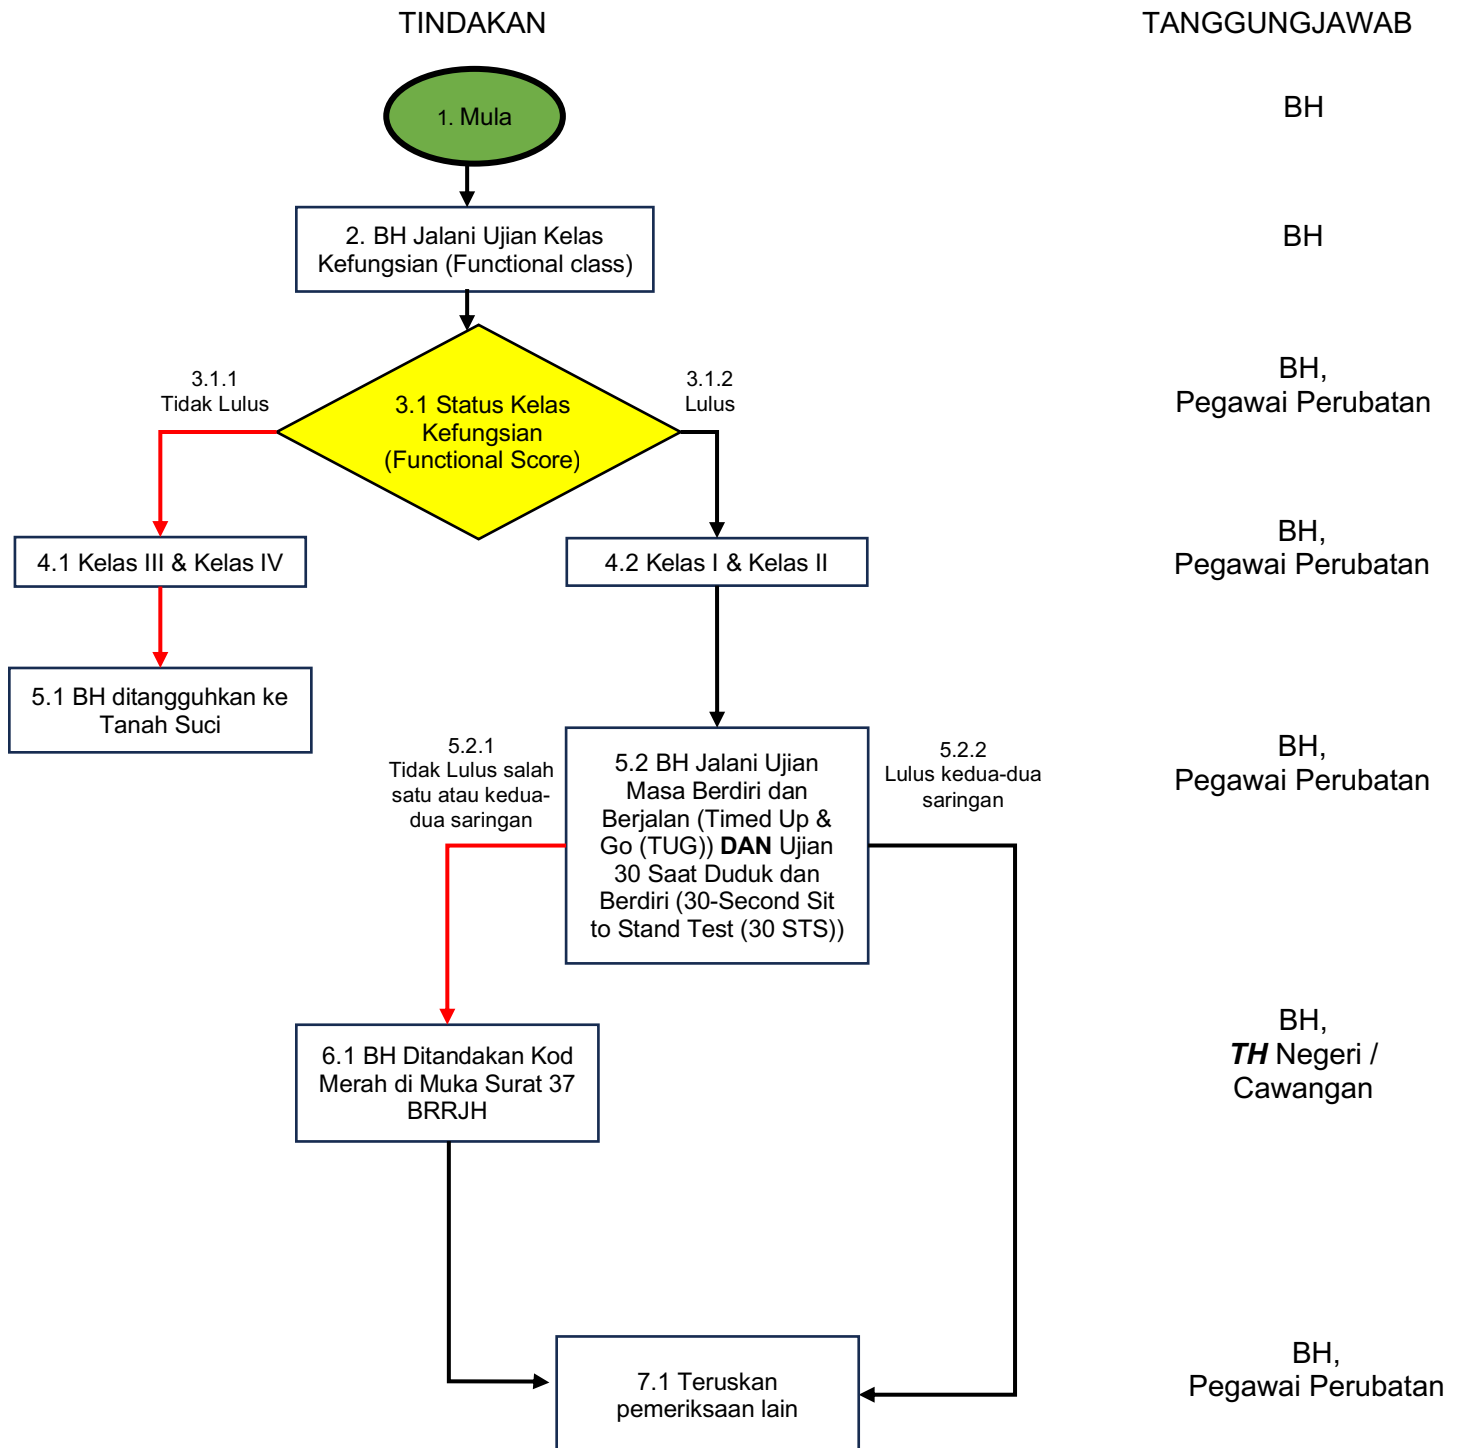 TINDAKAN
TANGGUNGJAWAB
1. Mula
BH
2. BH Jalani Ujian Kelas
Kefungsian (Functional class)
BH
3.1.1
Tidak Lulus
3.1 Status Kelas
Kefungsian
(Functional Score)
3.1.2
Lulus
BH,
Pegawai Perubatan
4.1 Kelas III & Kelas IV
4.2 Kelas I & Kelas II
BH,
Pegawai Perubatan
5.1 BH ditangguhkan ke
Tanah Suci
5.2.1
Tidak Lulus salah
satu atau kedua-
dua saringan
5.2 BH Jalani Ujian
Masa Berdiri dan
Berjalan (Timed Up &
Go (TUG)) DAN Ujian
30 Saat Duduk dan
Berdiri (30-Second Sit
to Stand Test (30 STS))
5.2.2
Lulus kedua-dua
saringan
BH,
Pegawai Perubatan
6.1 BH Ditandakan Kod
Merah di Muka Surat 37
BRRJH
BH,
TH Negeri /
Cawangan
7.1 Teruskan
pemeriksaan lain
BH,
Pegawai Perubatan